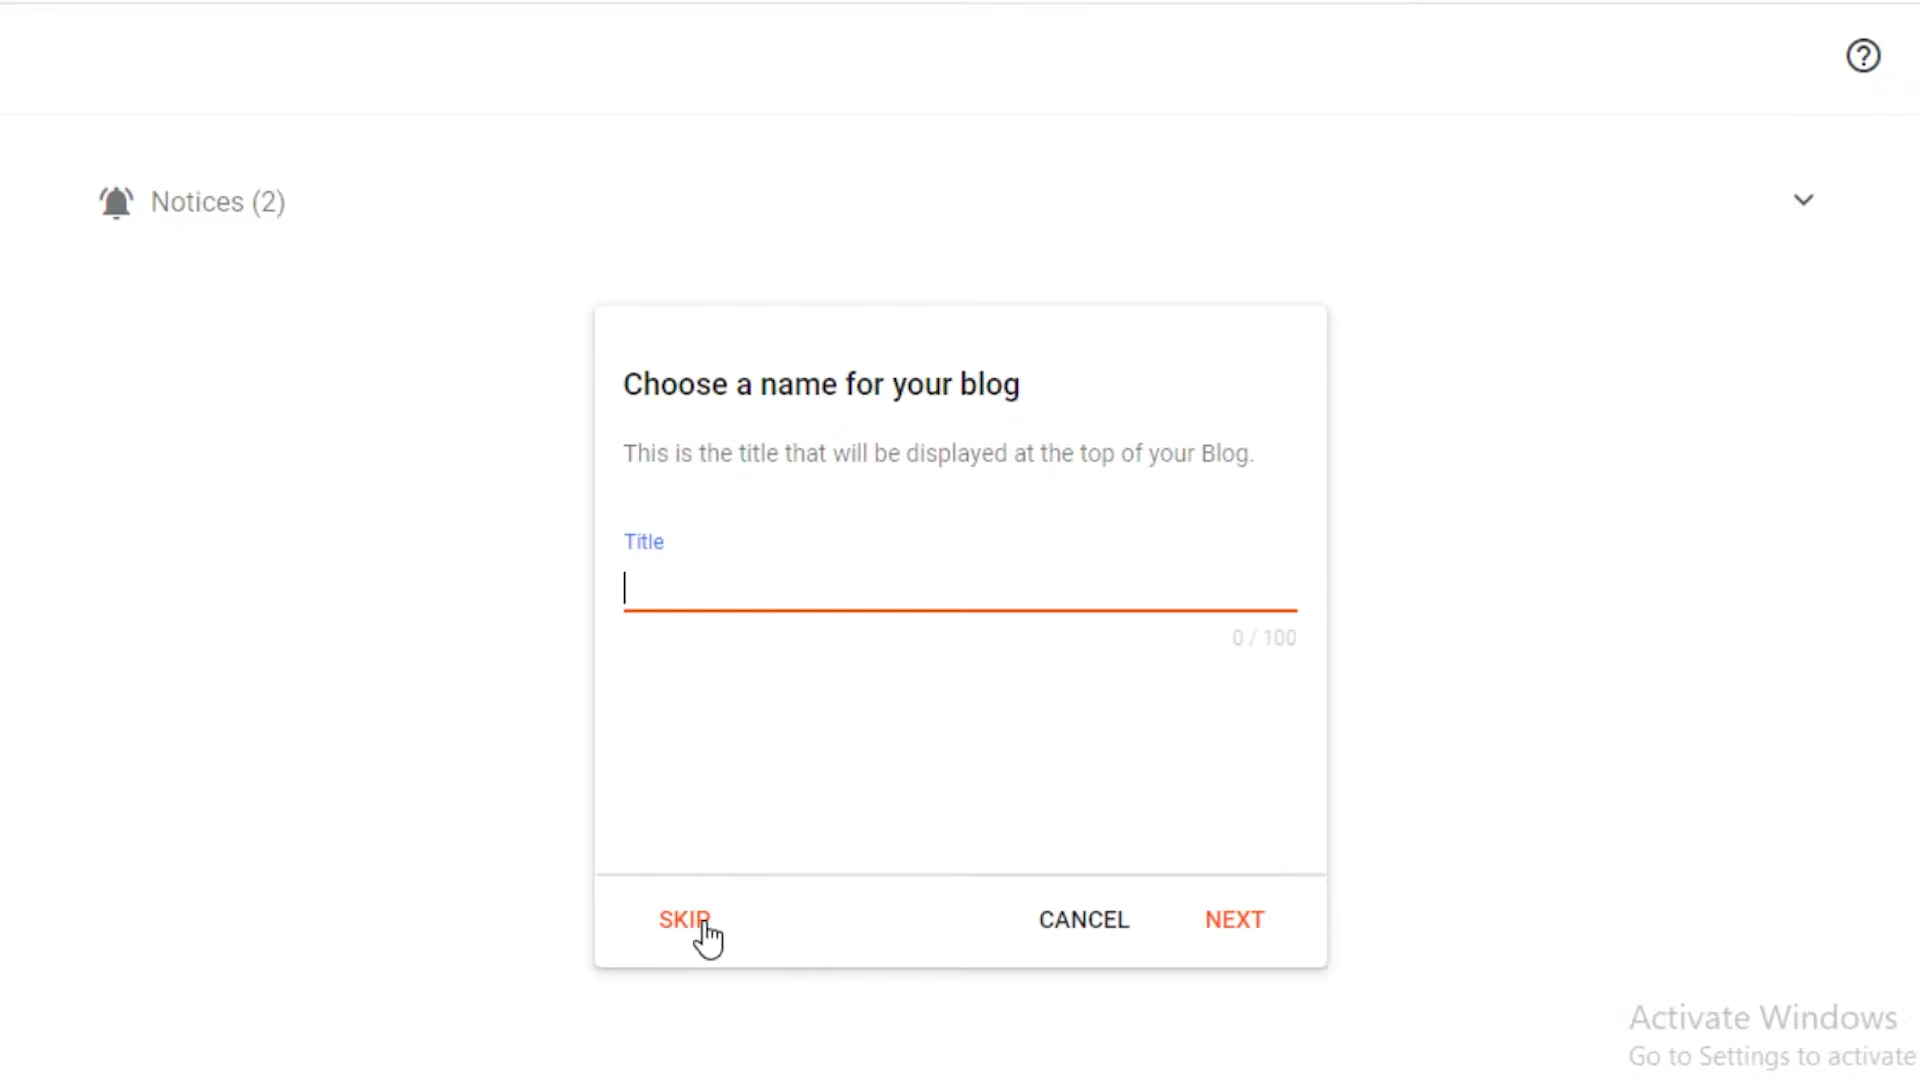 Notices (2)
Choose a name for your blog
This is the title that will be displayed at the top of your Blog.
Title
0 / 100
SKIP
CANCEL
NEXT
Activate Windows
Go to Settings to activate